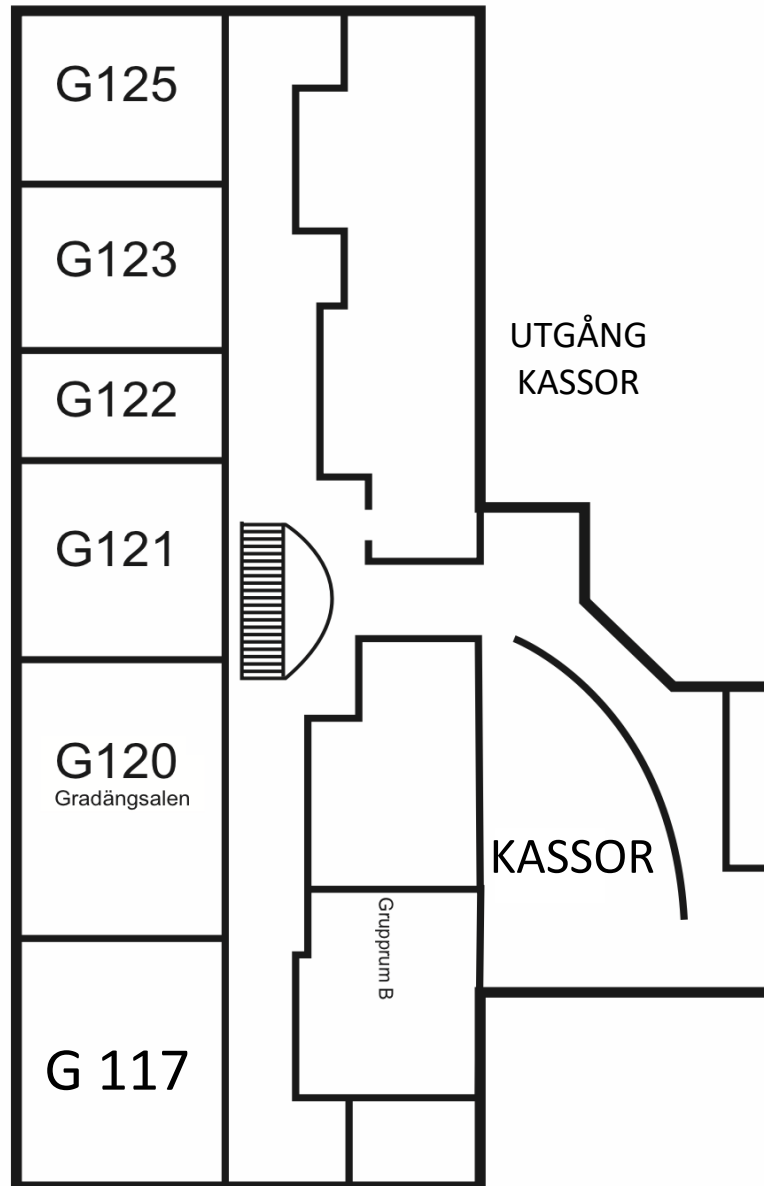 G125
G123
UTGÅNG
KASSOR
G122
G121
G120
Gradängsalen
KASSOR
Grupprum B
G 117